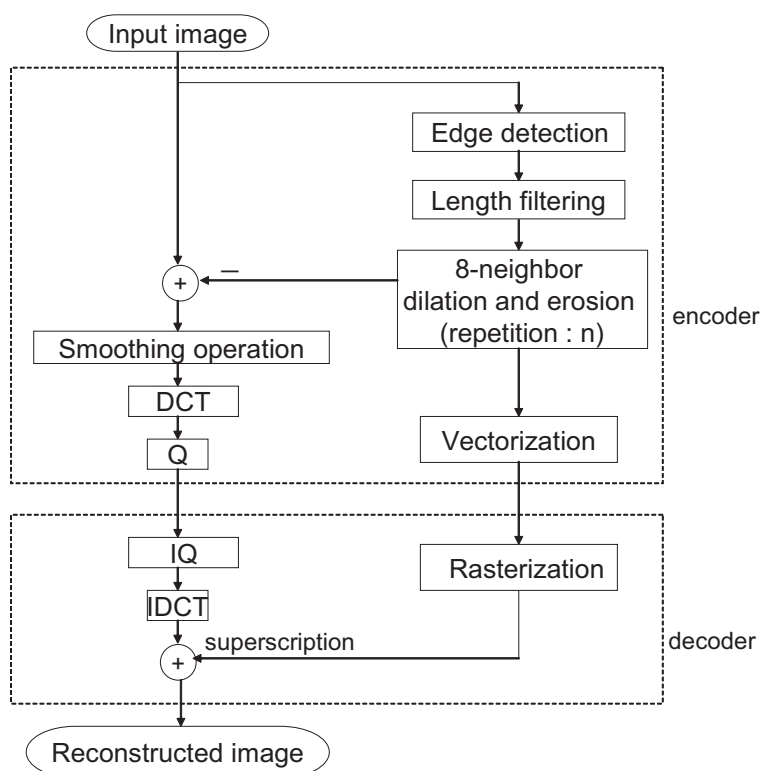 Input image
Edge detection
Length filtering
8-neighbor
dilation and erosion
(repetition : n)
−
+
encoder
Smoothing operation
DCT
Q
Vectorization
IQ
Rasterization
IDCT
superscription
+
decoder
Reconstructed image